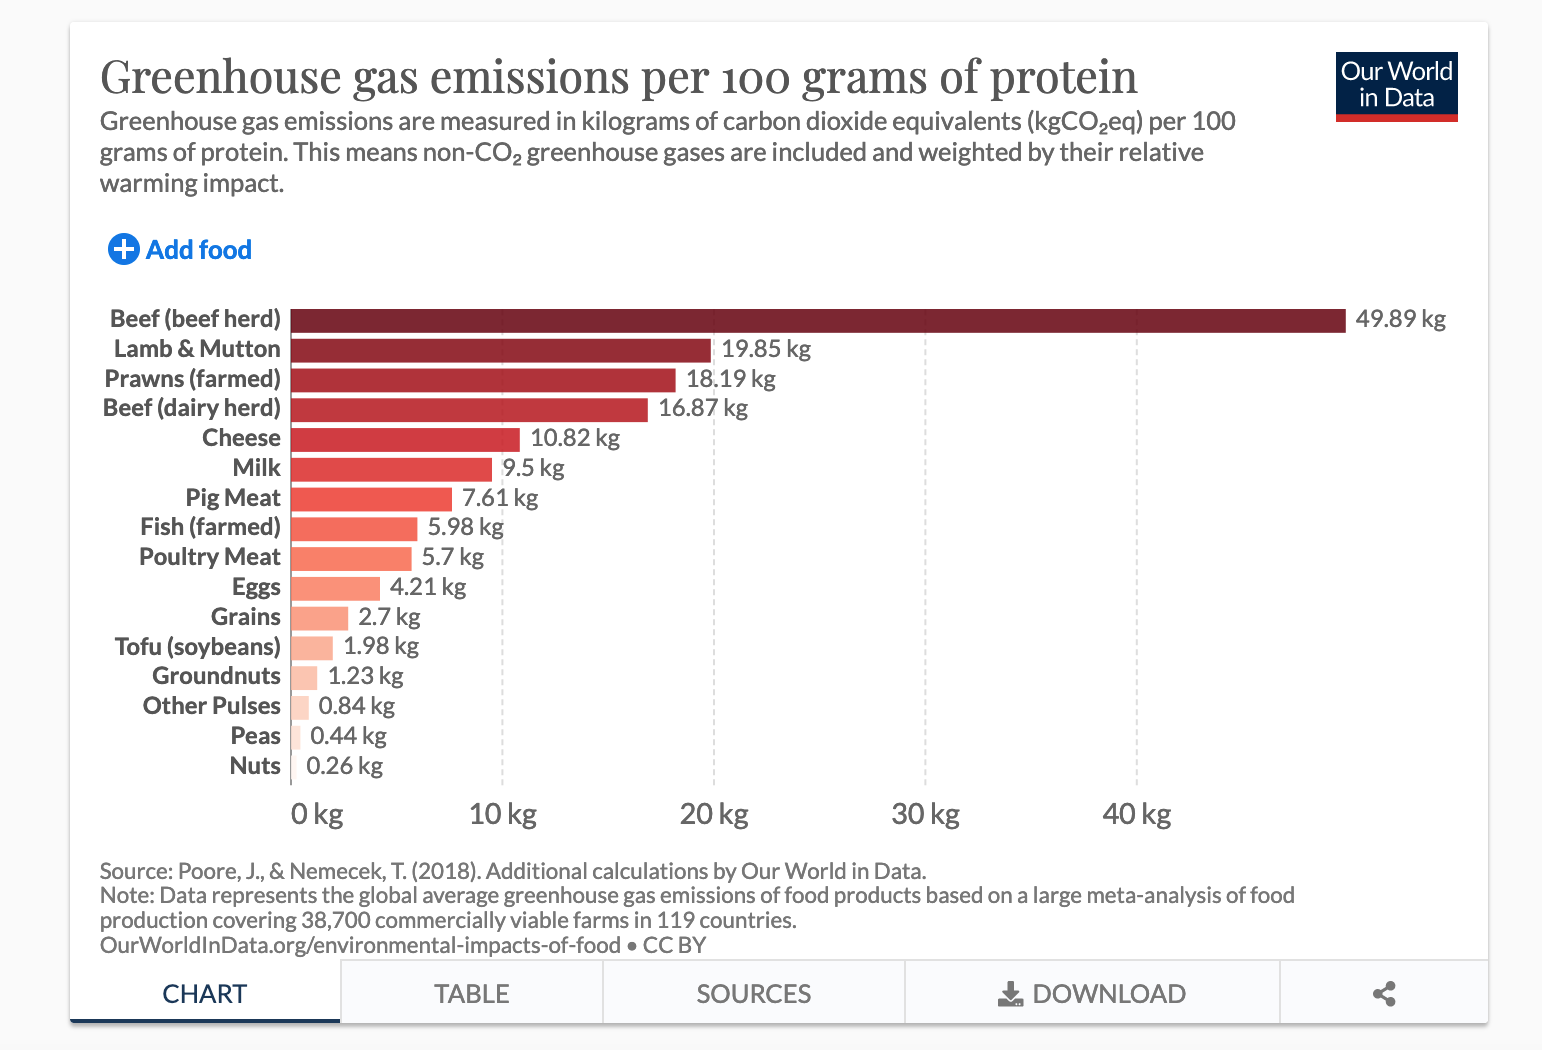 Greenhouse gas emissions per 100 grams of protein
Our World
in Data
Greenhouse gas emissions are measured in kilograms of carbon dioxide equivalents (kgCO₂eq) per 100
grams of protein. This means non-CO₂ greenhouse gases are included and weighted by their relative
warming impact.
Add food
Beef (beef herd) 49.89 kg
Lamb & Mutton 19.85 kg
Prawns (farmed) 18.19 kg
Beef (dairy herd) 16.87 kg
Cheese 10.82 kg
Milk 9.5 kg
Pig Meat 7.61 kg
Fish (farmed) 5.98 kg
Poultry Meat 5.7 kg
Eggs 4.21 kg
Grains 2.7 kg
Tofu (soybeans) 1.98 kg
Groundnuts 1.23 kg
Other Pulses 0.84 kg
Peas 0.44 kg
Nuts 0.26 kg
0 kg 10 kg 20 kg 30 kg 40 kg
Source: Poore, J., & Nemecek, T. (2018). Additional calculations by Our World in Data.
Note: Data represents the global average greenhouse gas emissions of food products based on a large meta-analysis of food
production covering 38,700 commercially viable farms in 119 countries.
OurWorldInData.org/environmental-impacts-of-food • CC BY
CHART TABLE SOURCES DOWNLOAD